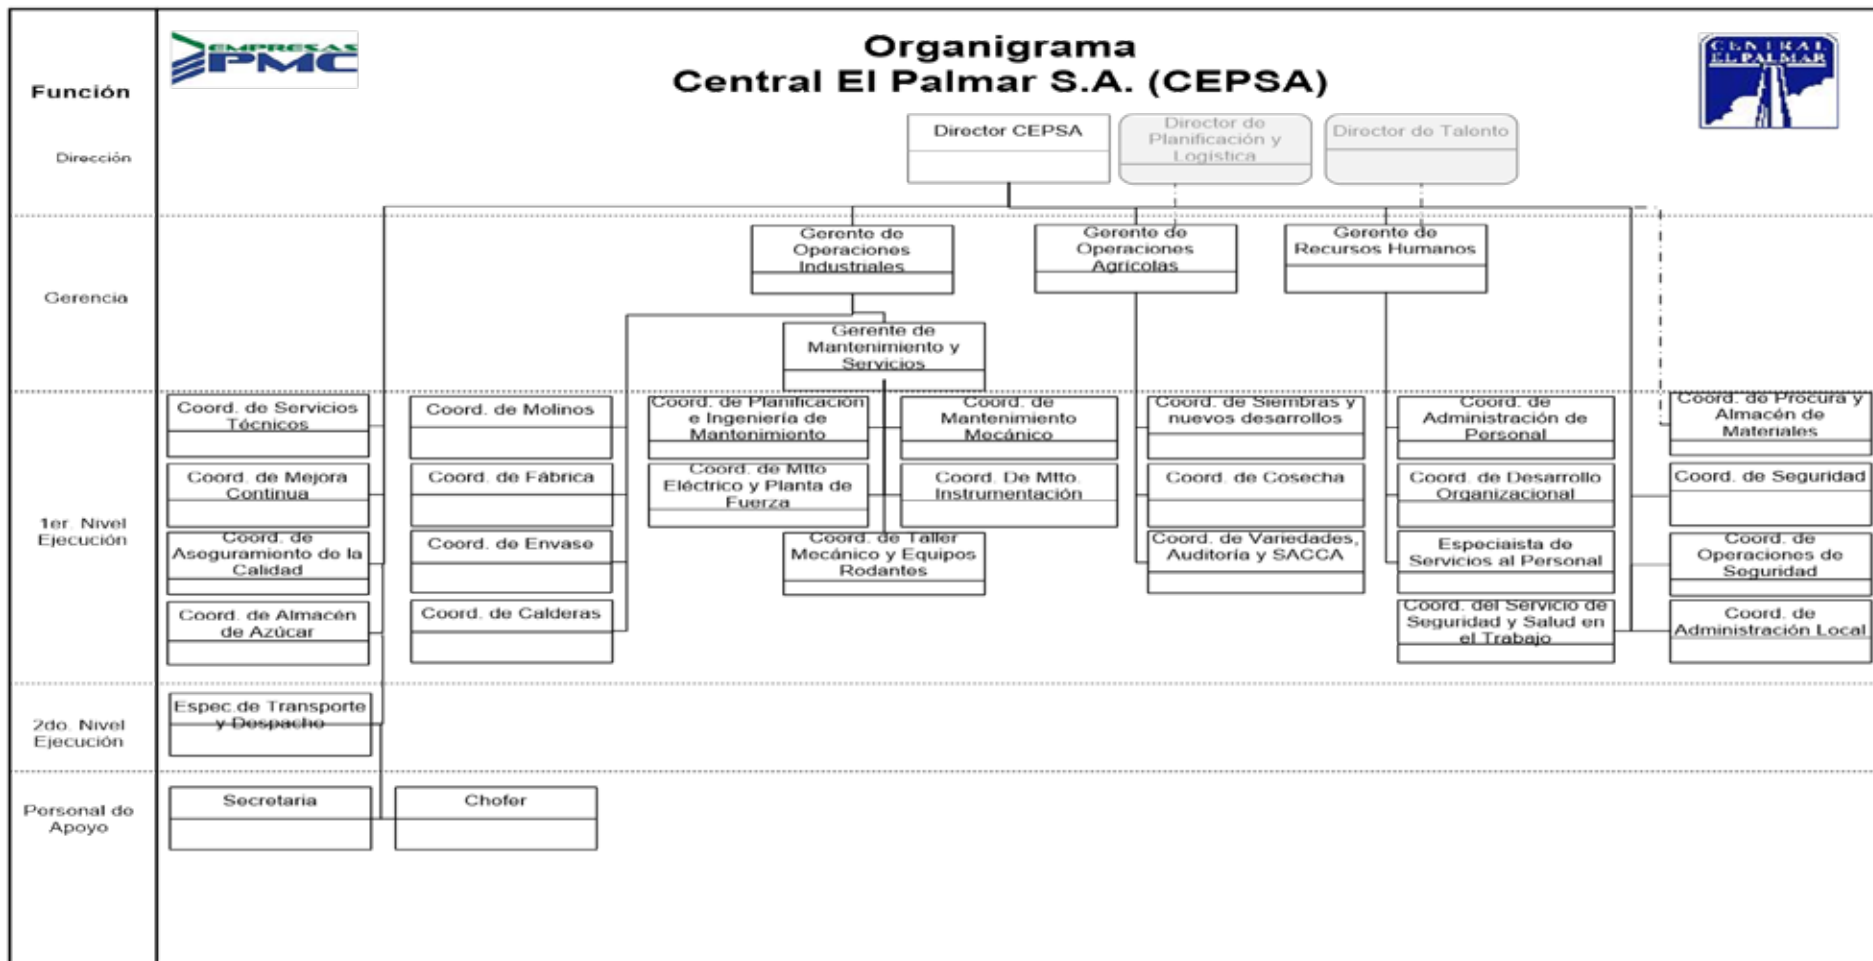 EMPRESAS
PMC
Organigrama
Central El Palmar S.A. (CEPSA)
CENTRAL
EL PALMAR
Función
Dirección
Director CEPSA
Director de
Planificación y
Logística
Director de Talento
Gerencia
Gerente de
Operaciones
Industriales
Gerente de
Operaciones
Agrícolas
Gerente de
Recursos Humanos
Gerente de
Mantenimiento y
Servicios
1er. Nivel
Ejecución
Coord. de Servicios
Técnicos
Coord. de Molinos
Coord. de Planificación
e Ingeniería de
Mantenimiento
Coord. de
Mantenimiento
Mecánico
Coord. de Siembras y
nuevos desarrollos
Coord. de
Administración de
Personal
Coord. de Procura y
Almacén de
Materiales
Coord. de Mejora
Continua
Coord. de Fábrica
Coord. de Mtto
Eléctrico y Planta de
Fuerza
Coord. De Mtto.
Instrumentación
Coord. de Cosecha
Coord. de Desarrollo
Organizacional
Coord. de Seguridad
Coord. de
Aseguramiento de la
Calidad
Coord. de Envase
Coord. de Taller
Mecánico y Equipos
Rodantes
Coord. de Variedades,
Auditoría y SACCA
Especiaista de
Servicios al Personal
Coord. de
Operaciones de
Seguridad
Coord. de Almacén
de Azúcar
Coord. de Calderas
Coord. del Servicio de
Seguridad y Salud en
el Trabajo
Coord. de
Administración Local
2do. Nivel
Ejecución
Espec.de Transporte
y Despacho
Personal de
Apoyo
Secretaria
Chofer